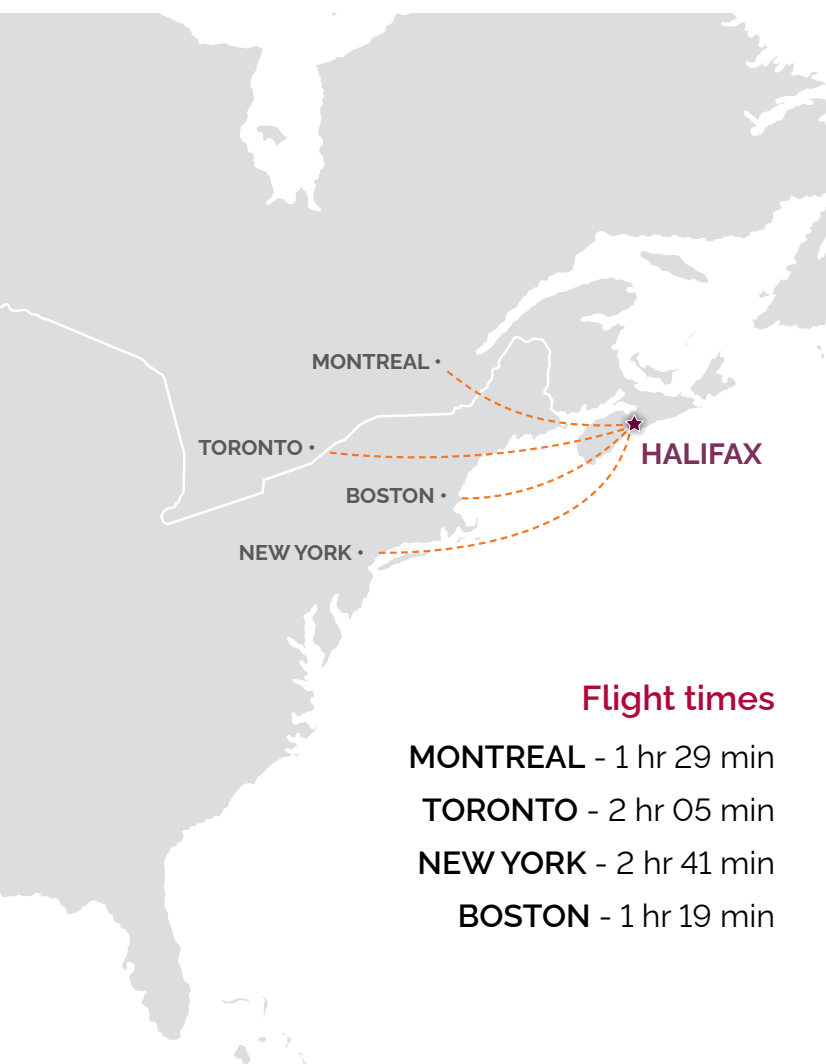 MONTREAL •
TORONTO •
HALIFAX
BOSTON •
NEW YORK •
Flight times
MONTREAL - 1 hr 29 min
TORONTO - 2 hr 05 min
NEW YORK - 2 hr 41 min
BOSTON - 1 hr 19 min